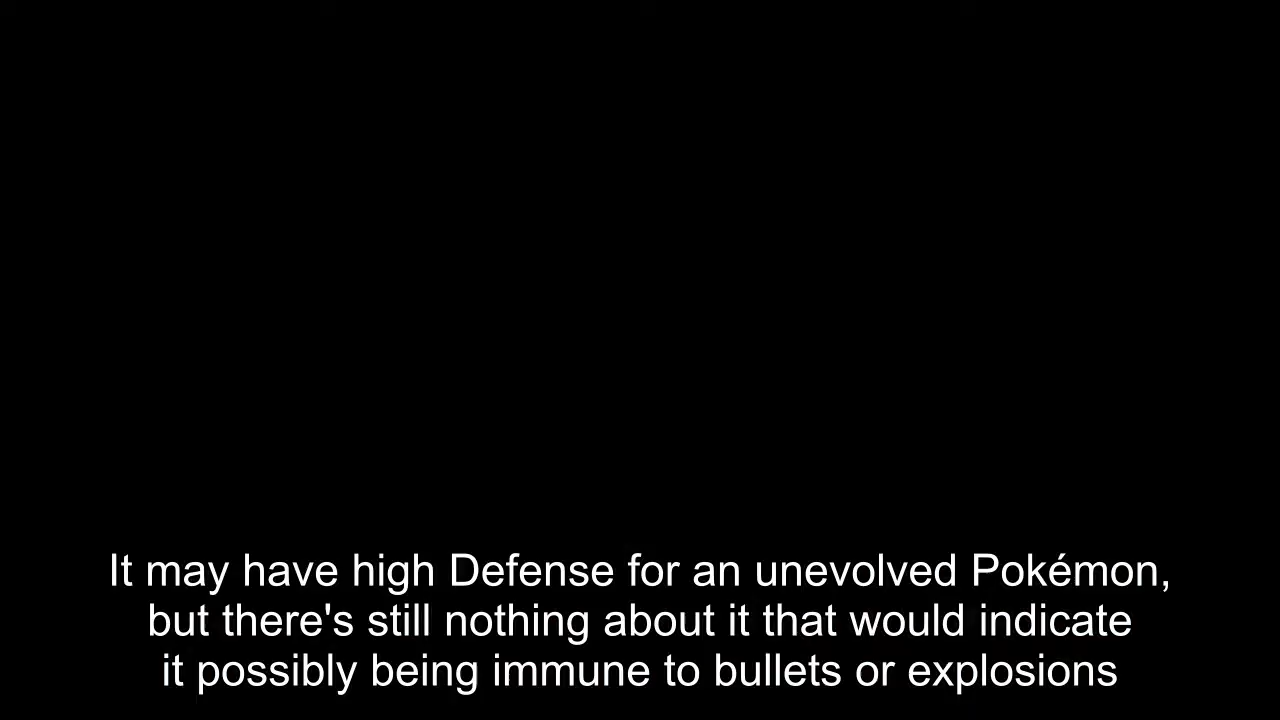 It may have high Defense for an unevolved Pokémon,
but there's still nothing about it that would indicate
it possibly being immune to bullets or explosions